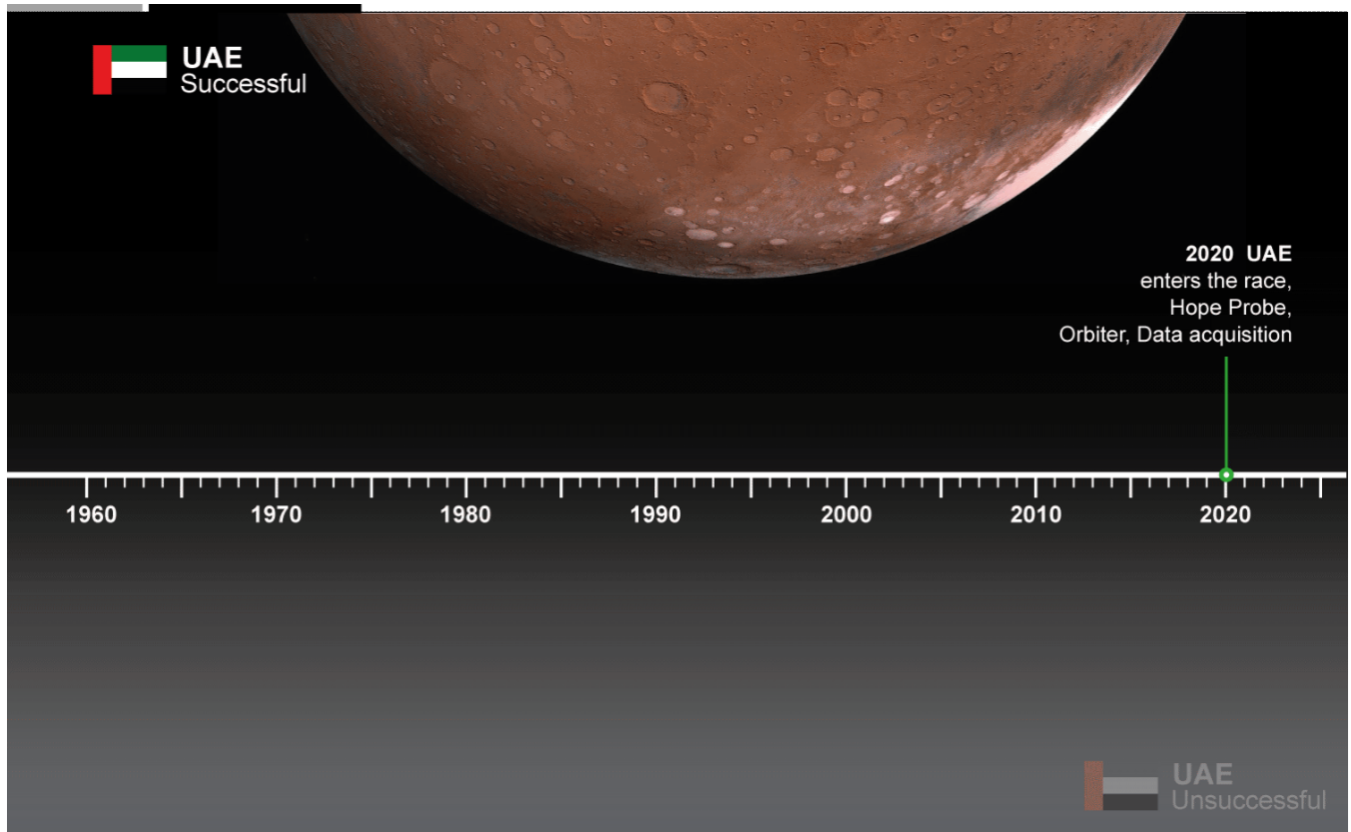 UAE
Successful
2020 UAE
enters the race,
Hope Probe,
Orbiter, Data acquisition
1960 1970 1980 1990 2000 2010 2020
UAE
Unsuccessful